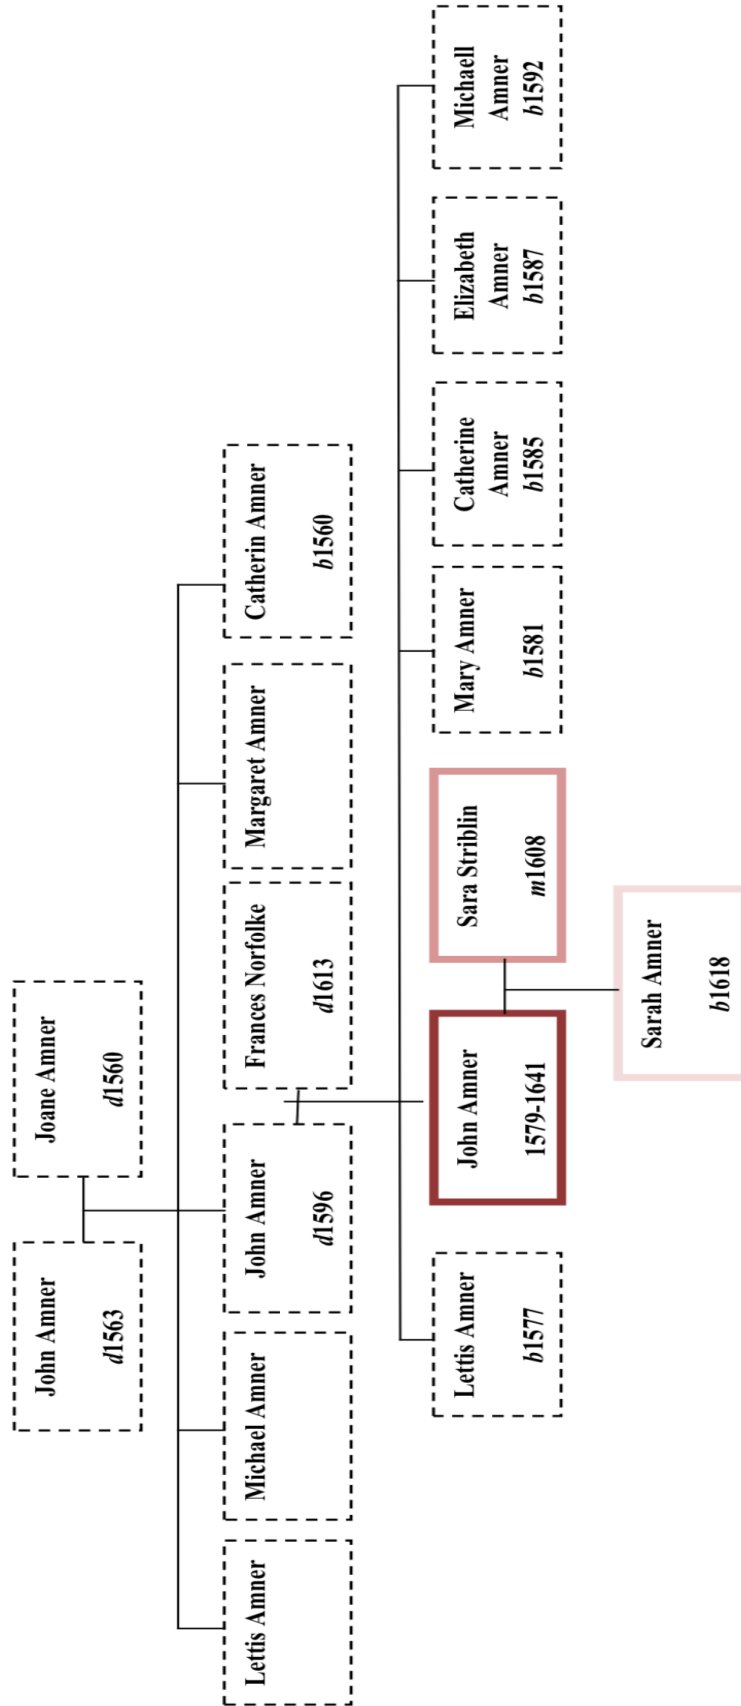 John Amner
d1563
Joane Amner
d1560
Lettis Amner
Michael Amner
John Amner
d1596
Frances Norfolke
d1613
Margaret Amner
Catherin Amner
b1560
Lettis Amner
b1577
John Amner
1579-1641
Sara Striblin
m1608
Mary Amner
b1581
Catherine
Amner
b1585
Elizabeth
Amner
b1587
Michaell
Amner
b1592
Sarah Amner
b1618